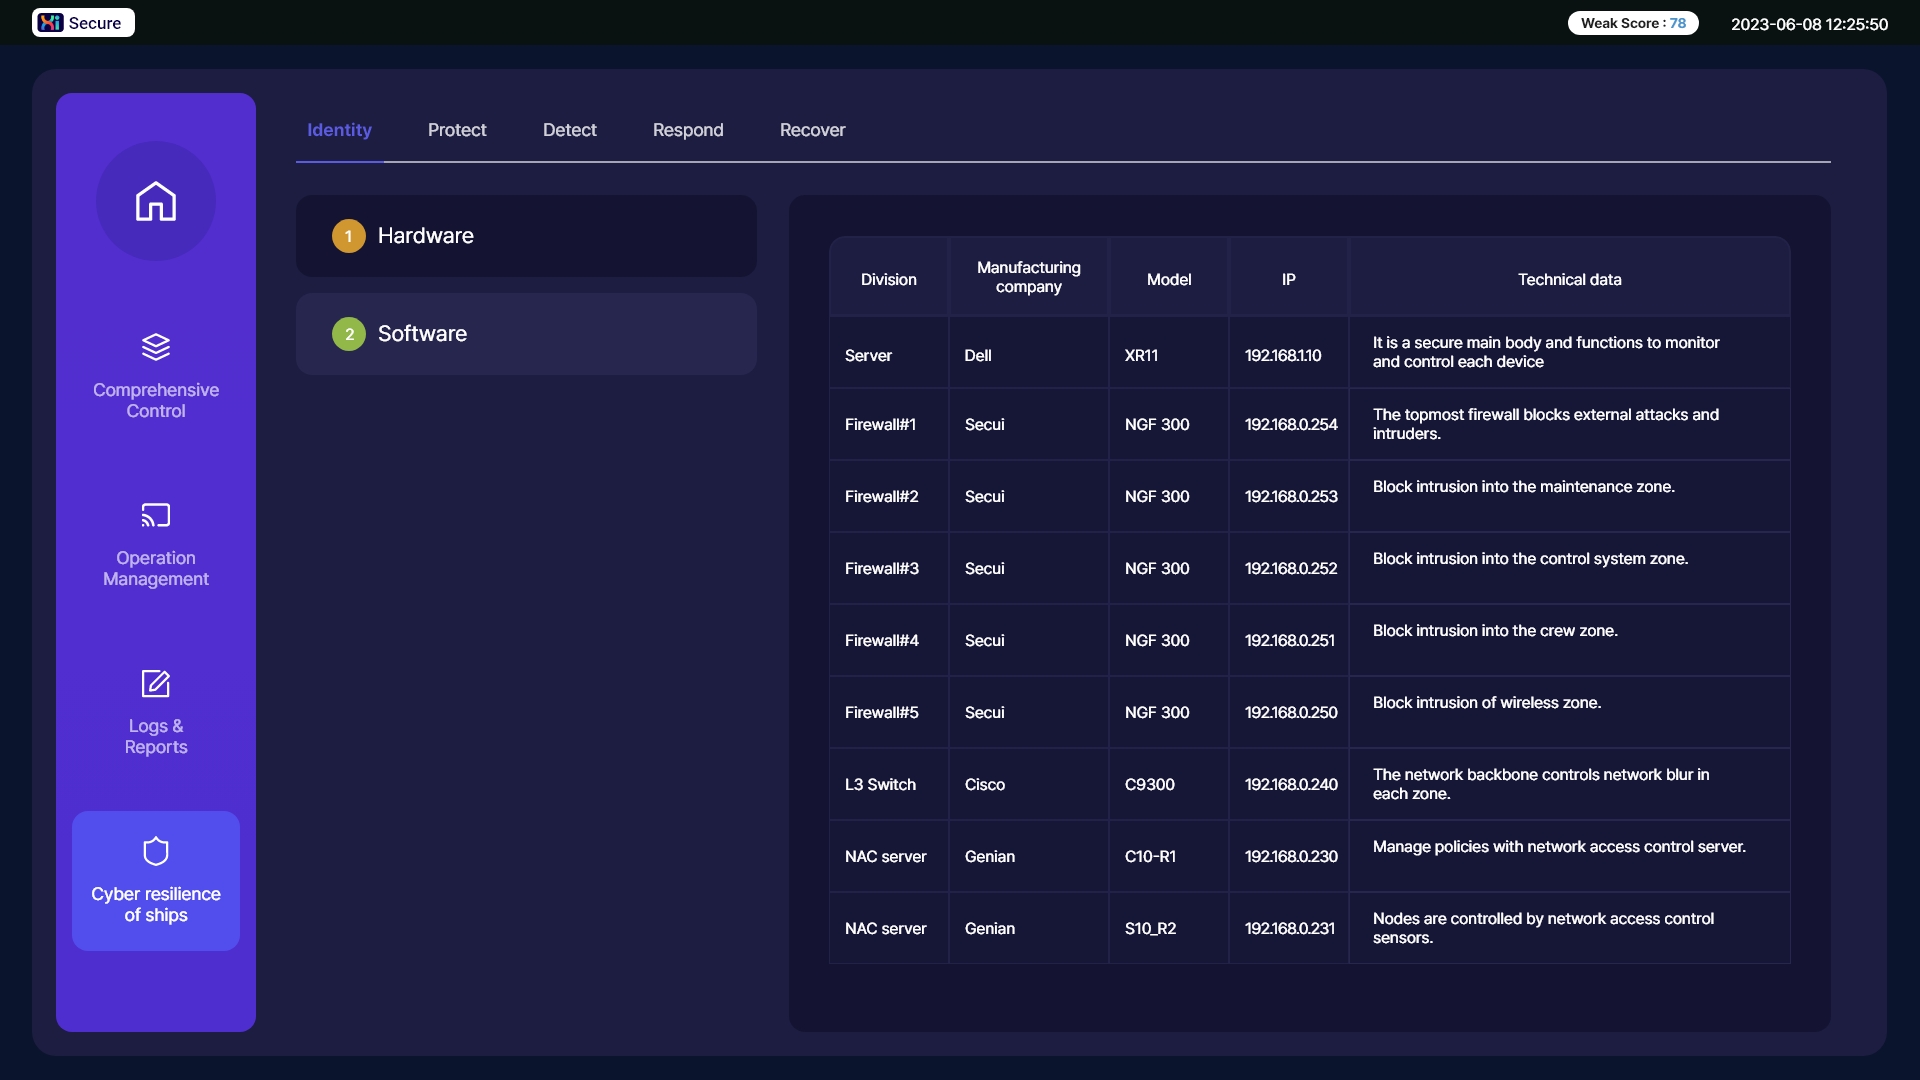 Xi Secure
Weak Score : 78
2023-06-08 12:25:50
Comprehensive
Control
Operation
Management
Logs &
Reports
Cyber resilience
of ships
Identity Protect Detect Respond Recover
1 Hardware
2 Software
Division Manufacturing company Model IP Technical data
Server Dell XR11 192.168.1.10 It is a secure main body and functions to monitor
and control each device
Firewall#1 Secui NGF 300 192.168.0.254 The topmost firewall blocks external attacks and
intruders.
Firewall#2 Secui NGF 300 192.168.0.253 Block intrusion into the maintenance zone.
Firewall#3 Secui NGF 300 192.168.0.252 Block intrusion into the control system zone.
Firewall#4 Secui NGF 300 192.168.0.251 Block intrusion into the crew zone.
Firewall#5 Secui NGF 300 192.168.0.250 Block intrusion of wireless zone.
L3 Switch Cisco C9300 192.168.0.240 The network backbone controls network blur in
each zone.
NAC server Genian C10-R1 192.168.0.230 Manage policies with network access control server.
NAC server Genian S10_R2 192.168.0.231 Nodes are controlled by network access control
sensors.